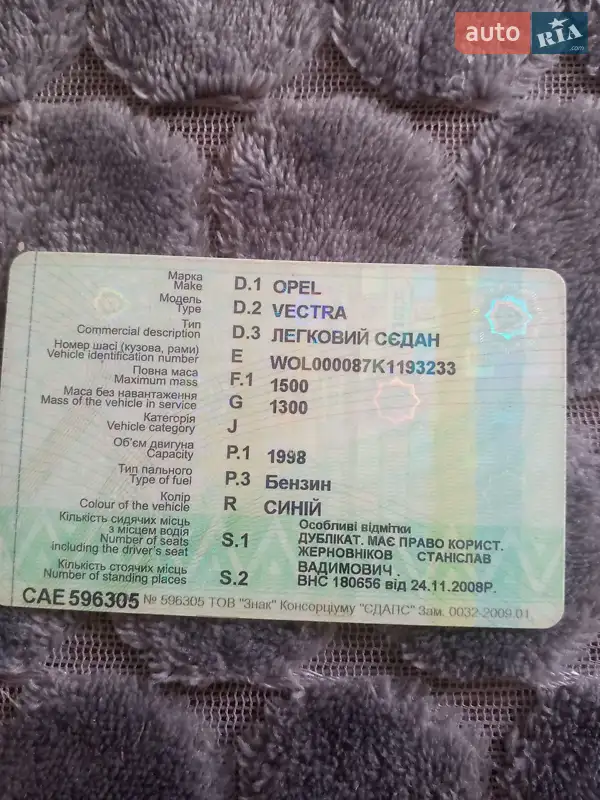 auto RIA .com
Марка
Make D.1 OPEL
Модель
Type D.2 VECTRA
Тип
Commercial description D.3 ЛЕГКОВИЙ СЄДАН
Номер шасі (кузова, рами)
Vehicle identification number E WOL000087K1193233
Повна маса
Maximum mass F.1 1500
Маса без навантаження
Mass of the vehicle in service G 1300
Категорія
Vehicle category J
Об'єм двигуна
Capacity P.1 1998
Тип пального
Type of fuel P.3 Бензин
Колір
Colour of the vehicle R СИНІЙ
Кількість сидячих місць
з місцем водія
Number of seats
including the driver's seat S.1
Кількість стоячих місць
Number of standing places S.2
Особливі відмітки
ДУБЛІКАТ. МАЄ ПРАВО КОРИСТ.
ЖЕРНОВНІКОВ СТАНІСЛАВ
ВАДИМОВИЧ .
ВНС 180656 від 24.11.2008Р.
САЕ 596305 № 596305 ТОВ "Знак" Консорціуму "ЄДАПС" Зам. 0032-2009.01